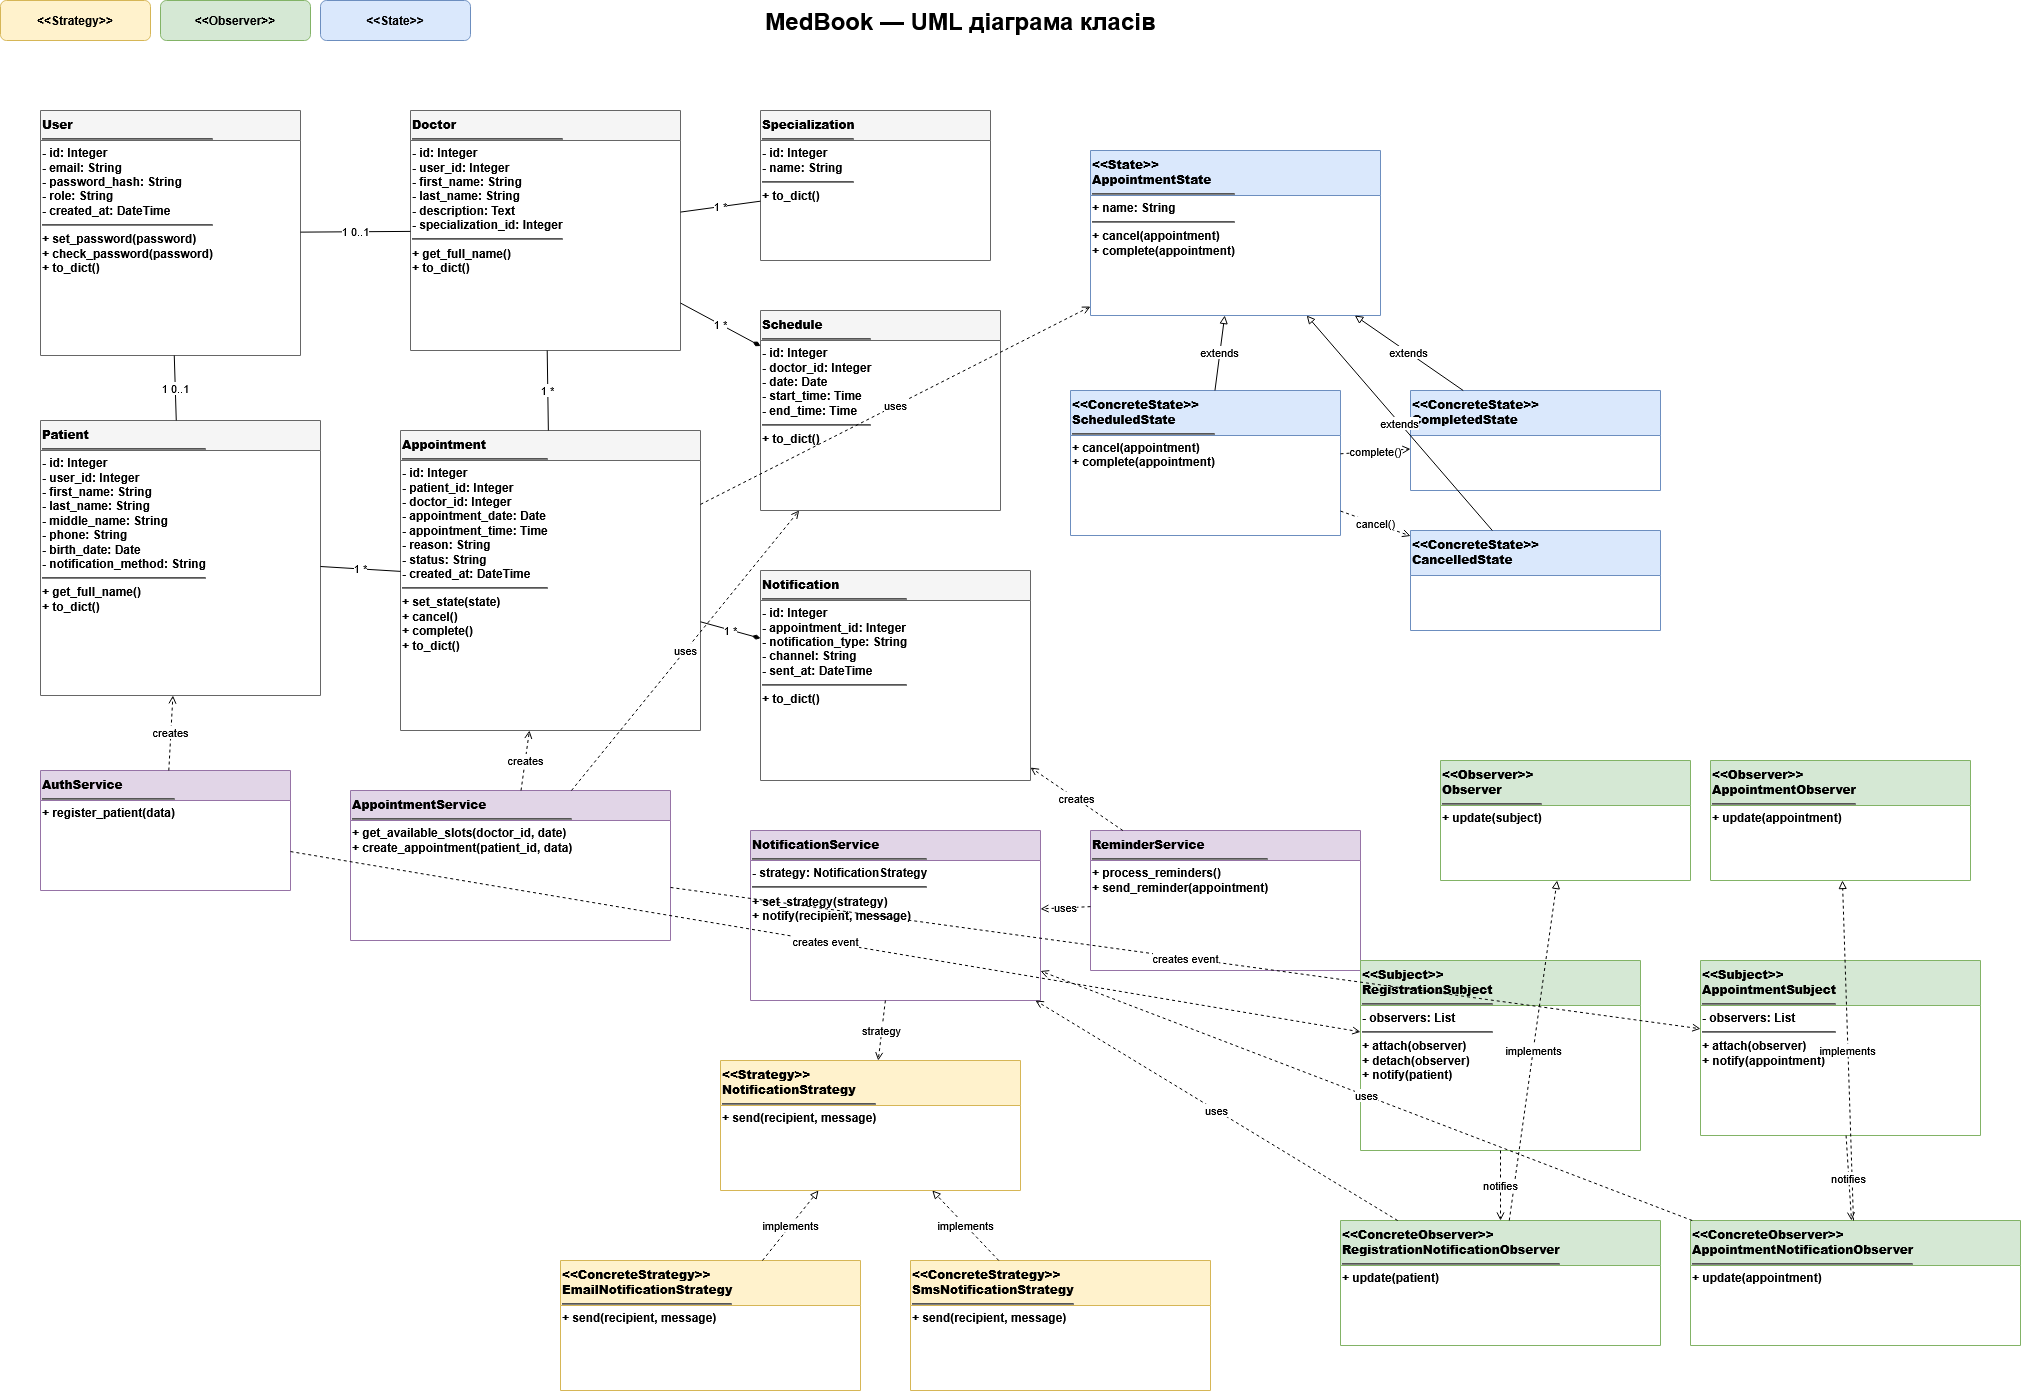 <<Strategy>>
<<Observer>>
<<State>>
MedBook — UML діаграма класів
User
- id: Integer
- email: String
- password_hash: String
- role: String
- created_at: DateTime
+ set_password(password)
+ check_password(password)
+ to_dict()
1 0..1
Doctor
- id: Integer
- user_id: Integer
- first_name: String
- last_name: String
- description: Text
- specialization_id: Integer
+ get_full_name()
+ to_dict()
1 *
Specialization
- id: Integer
- name: String
+ to_dict()
1 *
Schedule
- id: Integer
- doctor_id: Integer
- date: Date
- start_time: Time
- end_time: Time
+ to_dict()
uses
<<State>>
AppointmentState
+ name: String
+ cancel(appointment)
+ complete(appointment)
extends
extends
extends
<<ConcreteState>>
ScheduledState
+ cancel(appointment)
+ complete(appointment)
complete()
cancel()
<<ConcreteState>>
CompletedState
<<ConcreteState>>
CancelledState
1 0..1
Patient
- id: Integer
- user_id: Integer
- first_name: String
- last_name: String
- middle_name: String
- phone: String
- birth_date: Date
- notification_method: String
+ get_full_name()
+ to_dict()
1 *
1 *
Appointment
- id: Integer
- patient_id: Integer
- doctor_id: Integer
- appointment_date: Date
- appointment_time: Time
- reason: String
- status: String
- created_at: DateTime
+ set_state(state)
+ cancel()
+ complete()
+ to_dict()
uses
1 *
Notification
- id: Integer
- appointment_id: Integer
- notification_type: String
- channel: String
- sent_at: DateTime
+ to_dict()
creates
creates
creates
AuthService
+ register_patient(data)
AppointmentService
+ get_available_slots(doctor_id, date)
+ create_appointment(patient_id, data)
NotificationService
- strategy: NotificationStrategy
+ set_strategy(strategy)
+ notify(recipient, message)
creates event
uses
ReminderService
+ process_reminders()
+ send_reminder(appointment)
creates event
<<Observer>>
Observer
+ update(subject)
<<Observer>>
AppointmentObserver
+ update(appointment)
<<Subject>>
RegistrationSubject
- observers: List
+ attach(observer)
+ detach(observer)
+ notify(patient)
implements
<<Subject>>
AppointmentSubject
- observers: List
+ attach(observer)
+ notify(appointment)
implements
strategy
uses
uses
<<Strategy>>
NotificationStrategy
+ send(recipient, message)
implements
implements
notifies
notifies
<<ConcreteStrategy>>
EmailNotificationStrategy
+ send(recipient, message)
<<ConcreteStrategy>>
SmsNotificationStrategy
+ send(recipient, message)
<<ConcreteObserver>>
RegistrationNotificationObserver
+ update(patient)
<<ConcreteObserver>>
AppointmentNotificationObserver
+ update(appointment)